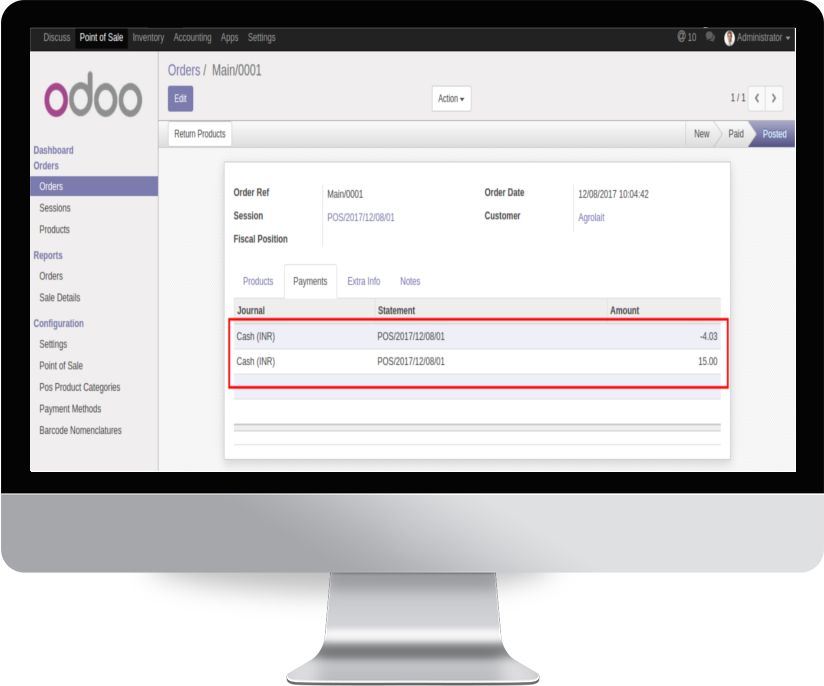 Discuss Point of Sale Inventory Accounting Apps Settings @ 10 Administrator
odoo
Orders / Main/0001
Edit Action 1 / 1
Return Products New Paid Posted
Dashboard
Orders
Orders
Sessions
Products
Reports
Orders
Sale Details
Configuration
Settings
Point of Sale
Pos Product Categories
Payment Methods
Barcode Nomenclatures
Order Ref Main/0001 Order Date 12/08/2017 10:04:42
Session POS/2017/12/08/01 Customer Agrolait
Fiscal Position
Products Payments Extra Info Notes
Journal Statement Amount
Cash (INR) POS/2017/12/08/01 -4.03
Cash (INR) POS/2017/12/08/01 15.00